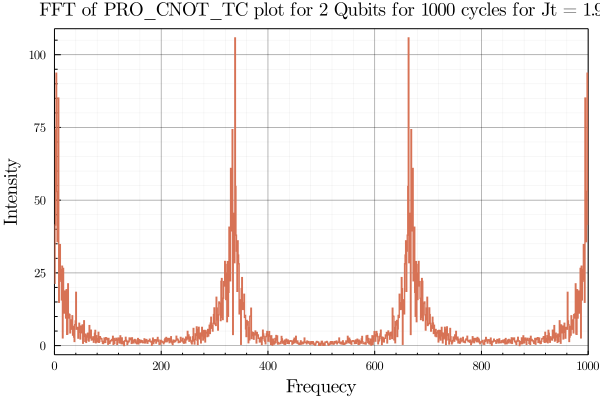 FFT of PRO_CNOT_TC plot for 2 Qubits for 1000 cycles for Jt = 1.9
Intensity
100
75
50
25
0
0 200 400 600 800 1000
Frequecy